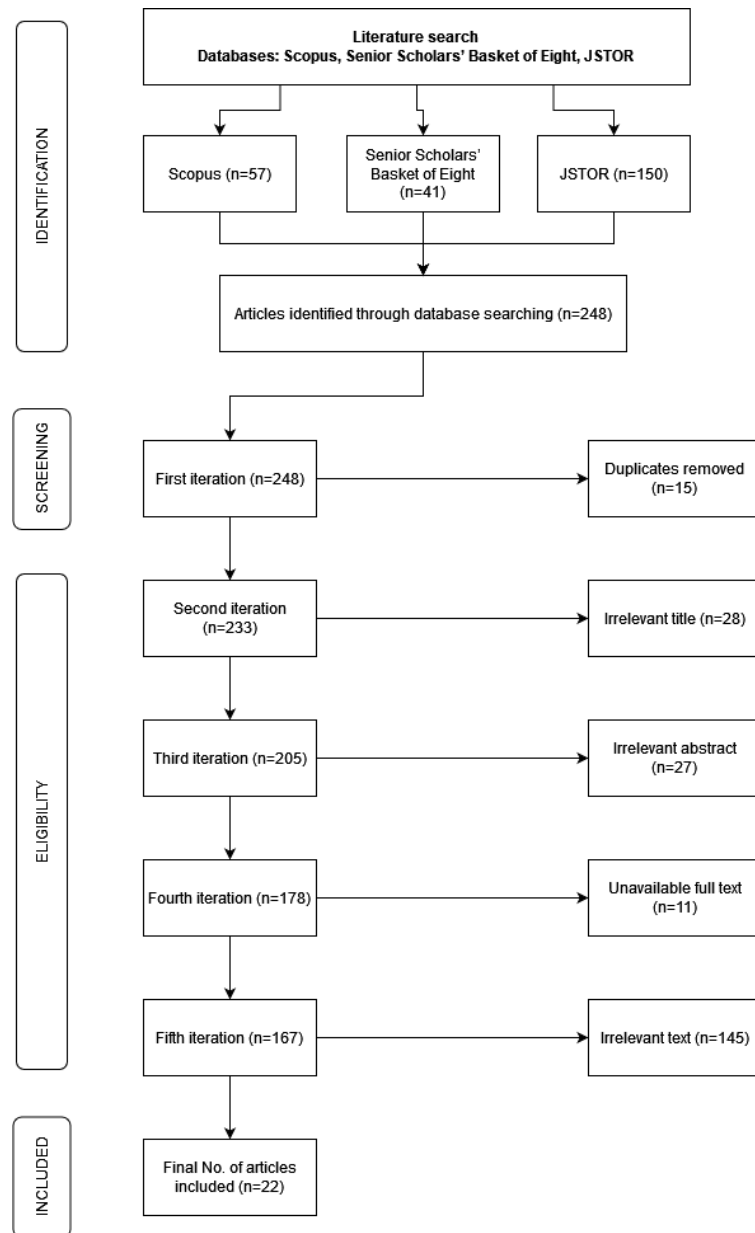 Literature search
Databases: Scopus, Senior Scholars' Basket of Eight, JSTOR
IDENTIFICATION
Scopus (n=57)
Senior Scholars'
Basket of Eight
(n=41)
JSTOR (n=150)
Articles identified through database searching (n=248)
SCREENING
First iteration (n=248)
Duplicates removed
(n=15)
ELIGIBILITY
Second iteration
(n=233)
Irrelevant title (n=28)
Third iteration (n=205)
Irrelevant abstract
(n=27)
Fourth iteration (n=178)
Unavailable full text
(n=11)
Fifth iteration (n=167)
Irrelevant text (n=145)
INCLUDED
Final No. of articles
included (n=22)